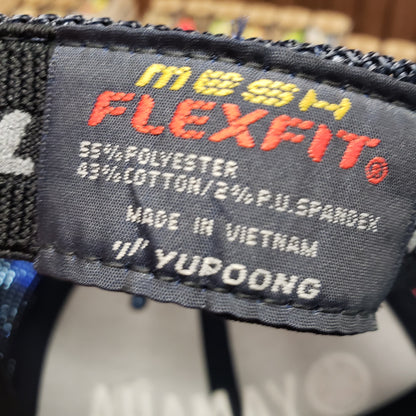 MESH
FLEXFIT®
55%POLYESTER
43%COTTON/2%P.U.SPANDEX
MADE IN VIETNAM
YUPOONG